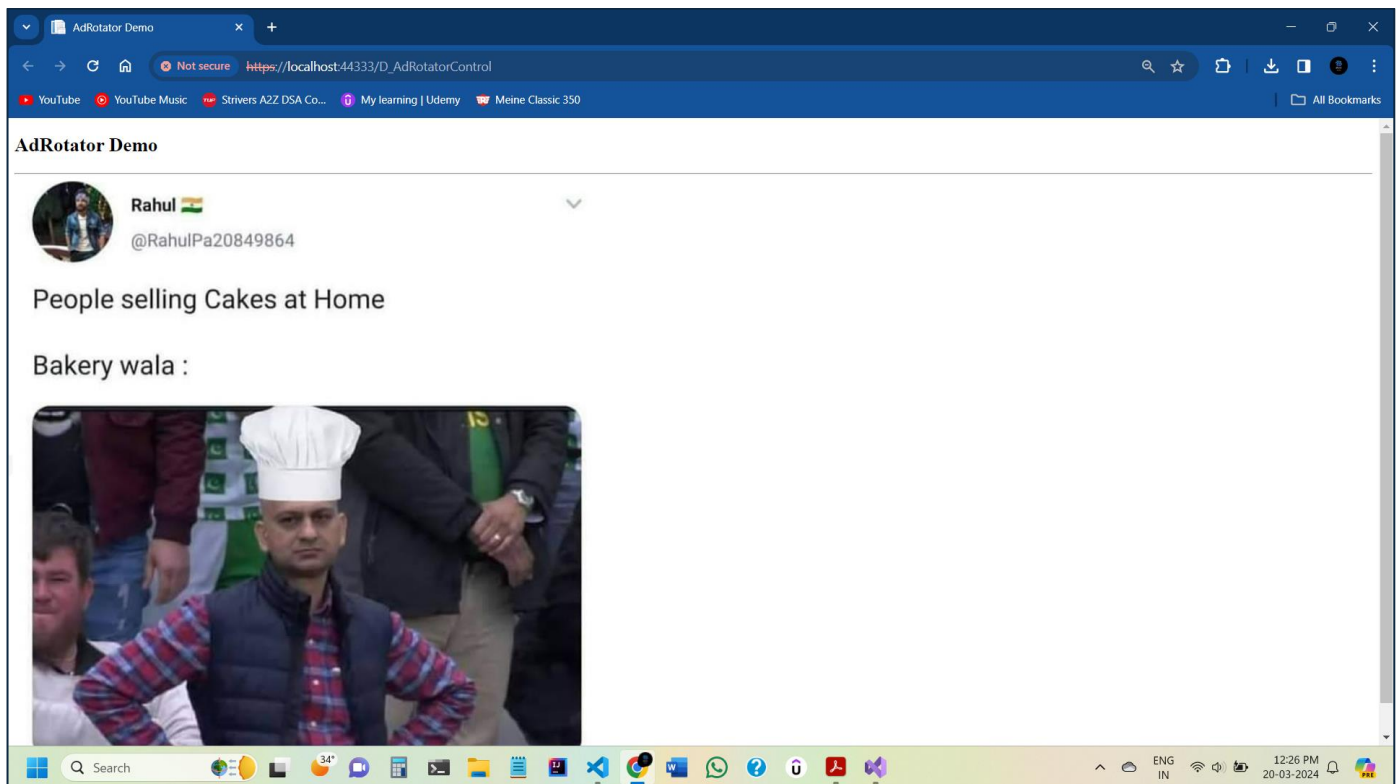 AdRotator Demo
Not secure https://localhost:44333/D_AdRotatorControl
YouTube YouTube Music Strivers A2Z DSA Co... My learning | Udemy Meine Classic 350 All Bookmarks
AdRotator Demo
Rahul
@RahulPa20849864
People selling Cakes at Home
Bakery wala :
Search 34° ENG 12:26 PM
IN 20-03-2024